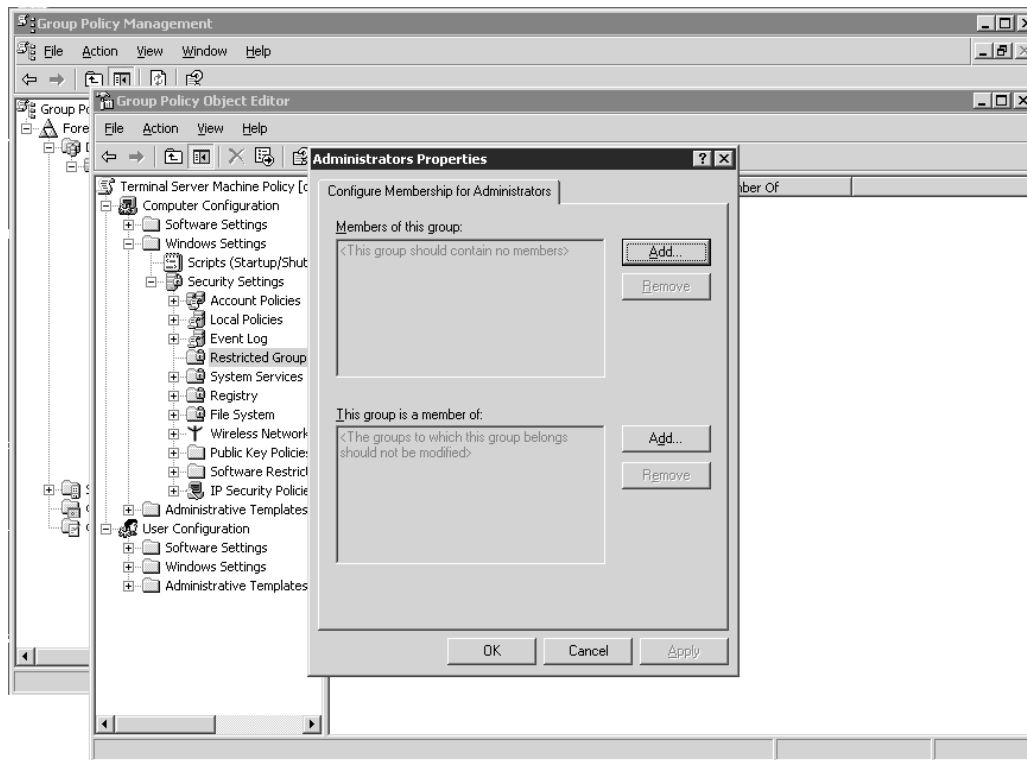 Group Policy Management
File Action View Window Help
Group Po
Fore
Group Policy Object Editor
File Action View Help
Terminal Server Machine Policy [
Computer Configuration
Software Settings
Windows Settings
Scripts (Startup/Shut
Security Settings
Account Policies
Local Policies
Event Log
Restricted Group
System Services
Registry
File System
Wireless Network
Public Key Policies
Software Restrict
IP Security Policie
Administrative Templates
User Configuration
Software Settings
Windows Settings
Administrative Templates
ber Of
Administrators Properties
Configure Membership for Administrators
Members of this group:
<This group should contain no members>
Add...
Remove
This group is a member of:
<The groups to which this group belongs
should not be modified>
Add...
Remove
OK Cancel Apply